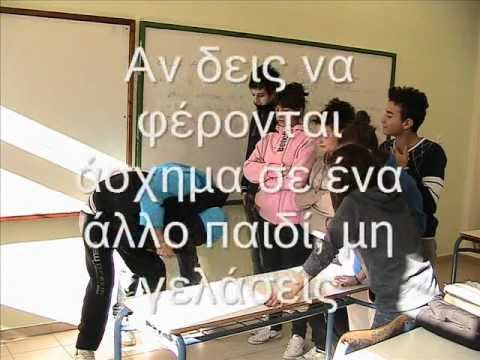 Αν δεις να
φέρονται
άσχημα σε ένα
άλλο παιδί, μη
γελάσεις